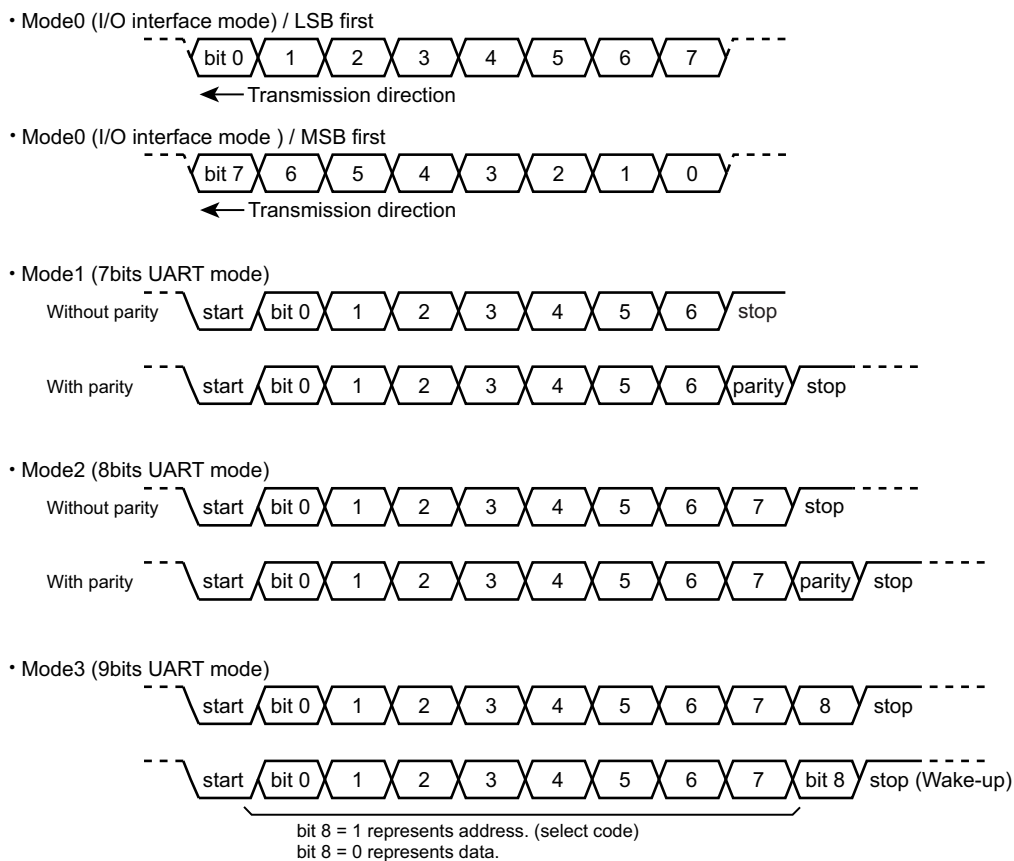 ・Mode0 (I/O interface mode) / LSB first
bit 0 1 2 3 4 5 6 7
Transmission direction
・Mode0 (I/O interface mode ) / MSB first
bit 7 6 5 4 3 2 1 0
Transmission direction
・Mode1 (7bits UART mode)
Without parity start bit 0 1 2 3 4 5 6 stop
With parity start bit 0 1 2 3 4 5 6 parity stop
・Mode2 (8bits UART mode)
Without parity start bit 0 1 2 3 4 5 6 7 stop
With parity start bit 0 1 2 3 4 5 6 7 parity stop
・Mode3 (9bits UART mode)
start bit 0 1 2 3 4 5 6 7 8 stop
start bit 0 1 2 3 4 5 6 7 bit 8 stop (Wake-up)
bit 8 = 1 represents address. (select code)
bit 8 = 0 represents data.